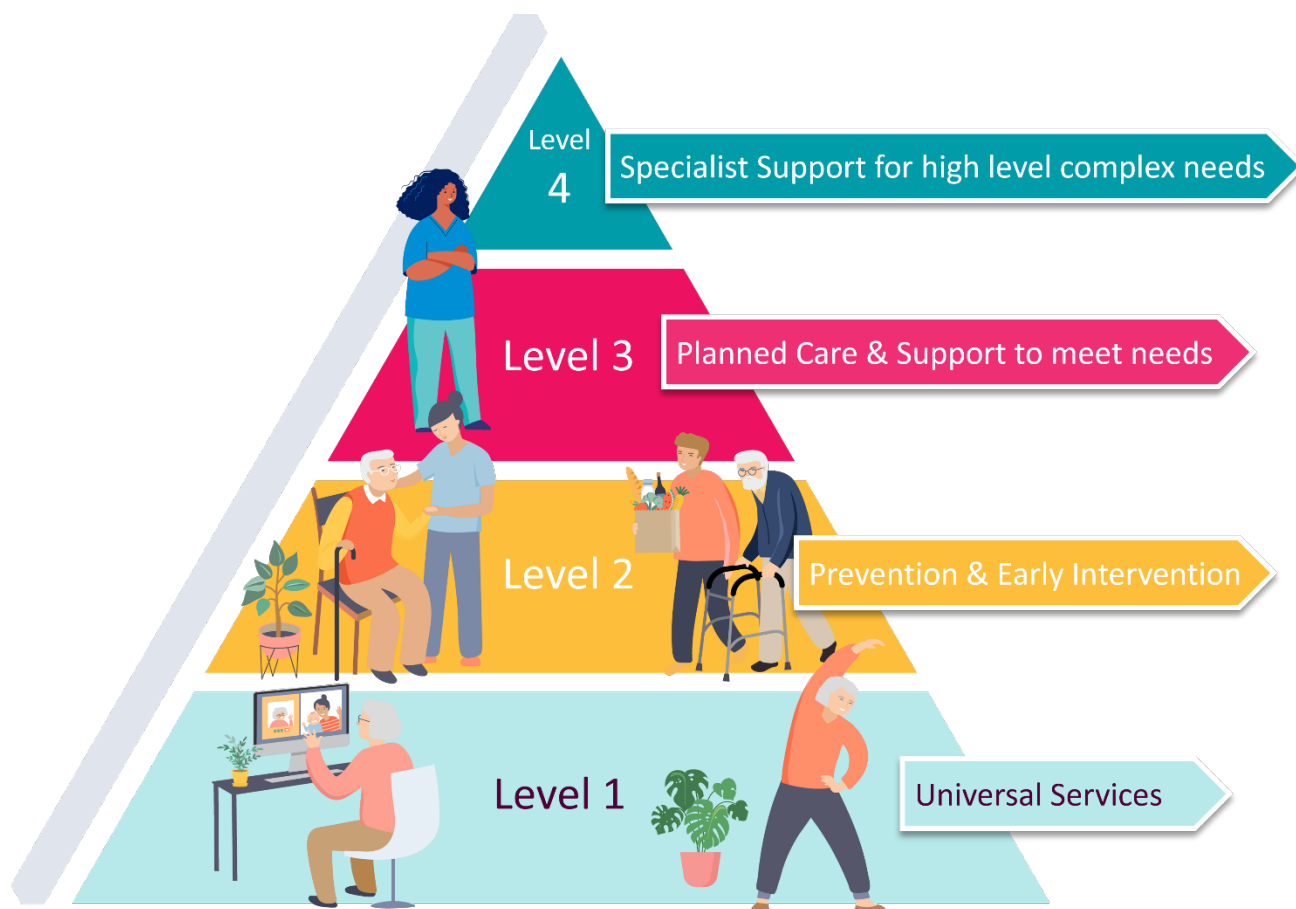 Level
4
Specialist Support for high level complex needs
Level 3
Planned Care & Support to meet needs
Level 2
Prevention & Early Intervention
Level 1
Universal Services